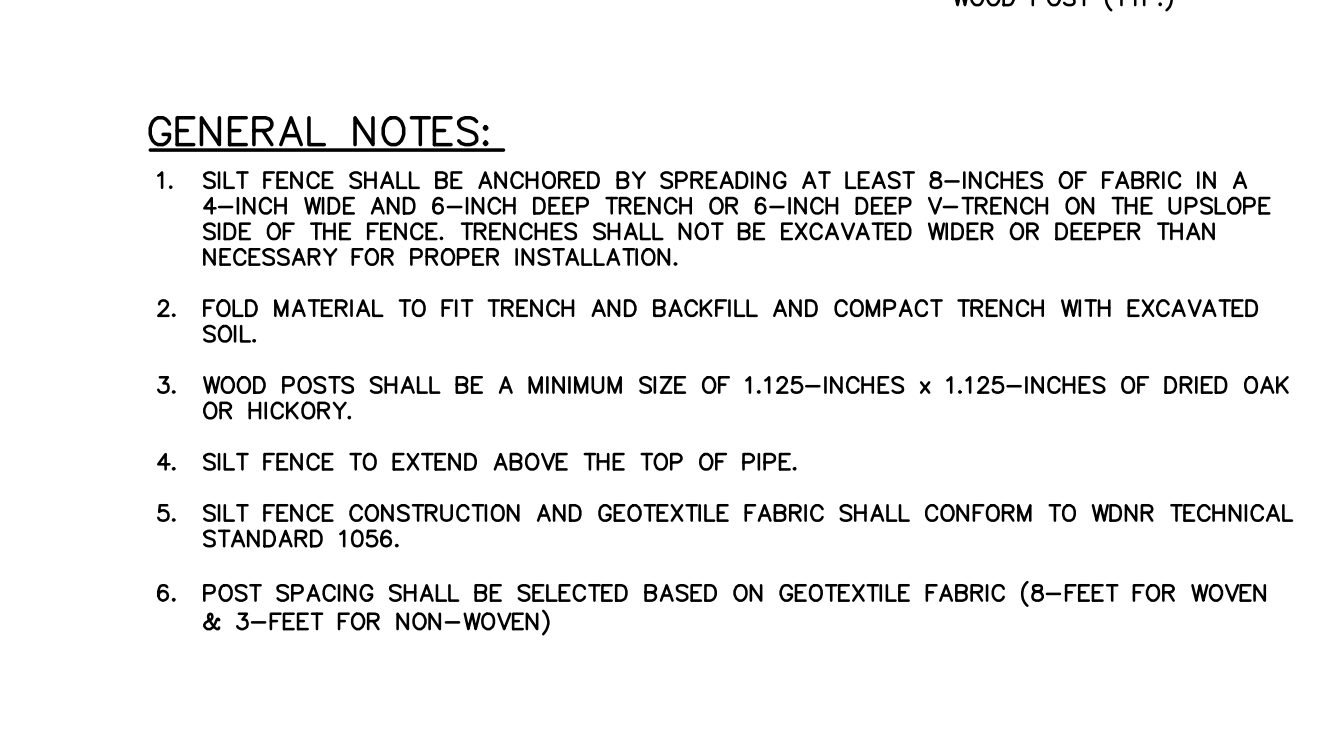 WOOD POST (TYP.)
GENERAL NOTES:
1. SILT FENCE SHALL BE ANCHORED BY SPREADING AT LEAST 8-INCHES OF FABRIC IN A
4-INCH WIDE AND 6-INCH DEEP TRENCH OR 6-INCH DEEP V-TRENCH ON THE UPSLOPE
SIDE OF THE FENCE. TRENCHES SHALL NOT BE EXCAVATED WIDER OR DEEPER THAN
NECESSARY FOR PROPER INSTALLATION.
2. FOLD MATERIAL TO FIT TRENCH AND BACKFILL AND COMPACT TRENCH WITH EXCAVATED
SOIL.
3. WOOD POSTS SHALL BE A MINIMUM SIZE OF 1.125-INCHES x 1.125-INCHES OF DRIED OAK
OR HICKORY.
4. SILT FENCE TO EXTEND ABOVE THE TOP OF PIPE.
5. SILT FENCE CONSTRUCTION AND GEOTEXTILE FABRIC SHALL CONFORM TO WDNR TECHNICAL
STANDARD 1056.
6. POST SPACING SHALL BE SELECTED BASED ON GEOTEXTILE FABRIC (8-FEET FOR WOVEN
& 3-FEET FOR NON-WOVEN)